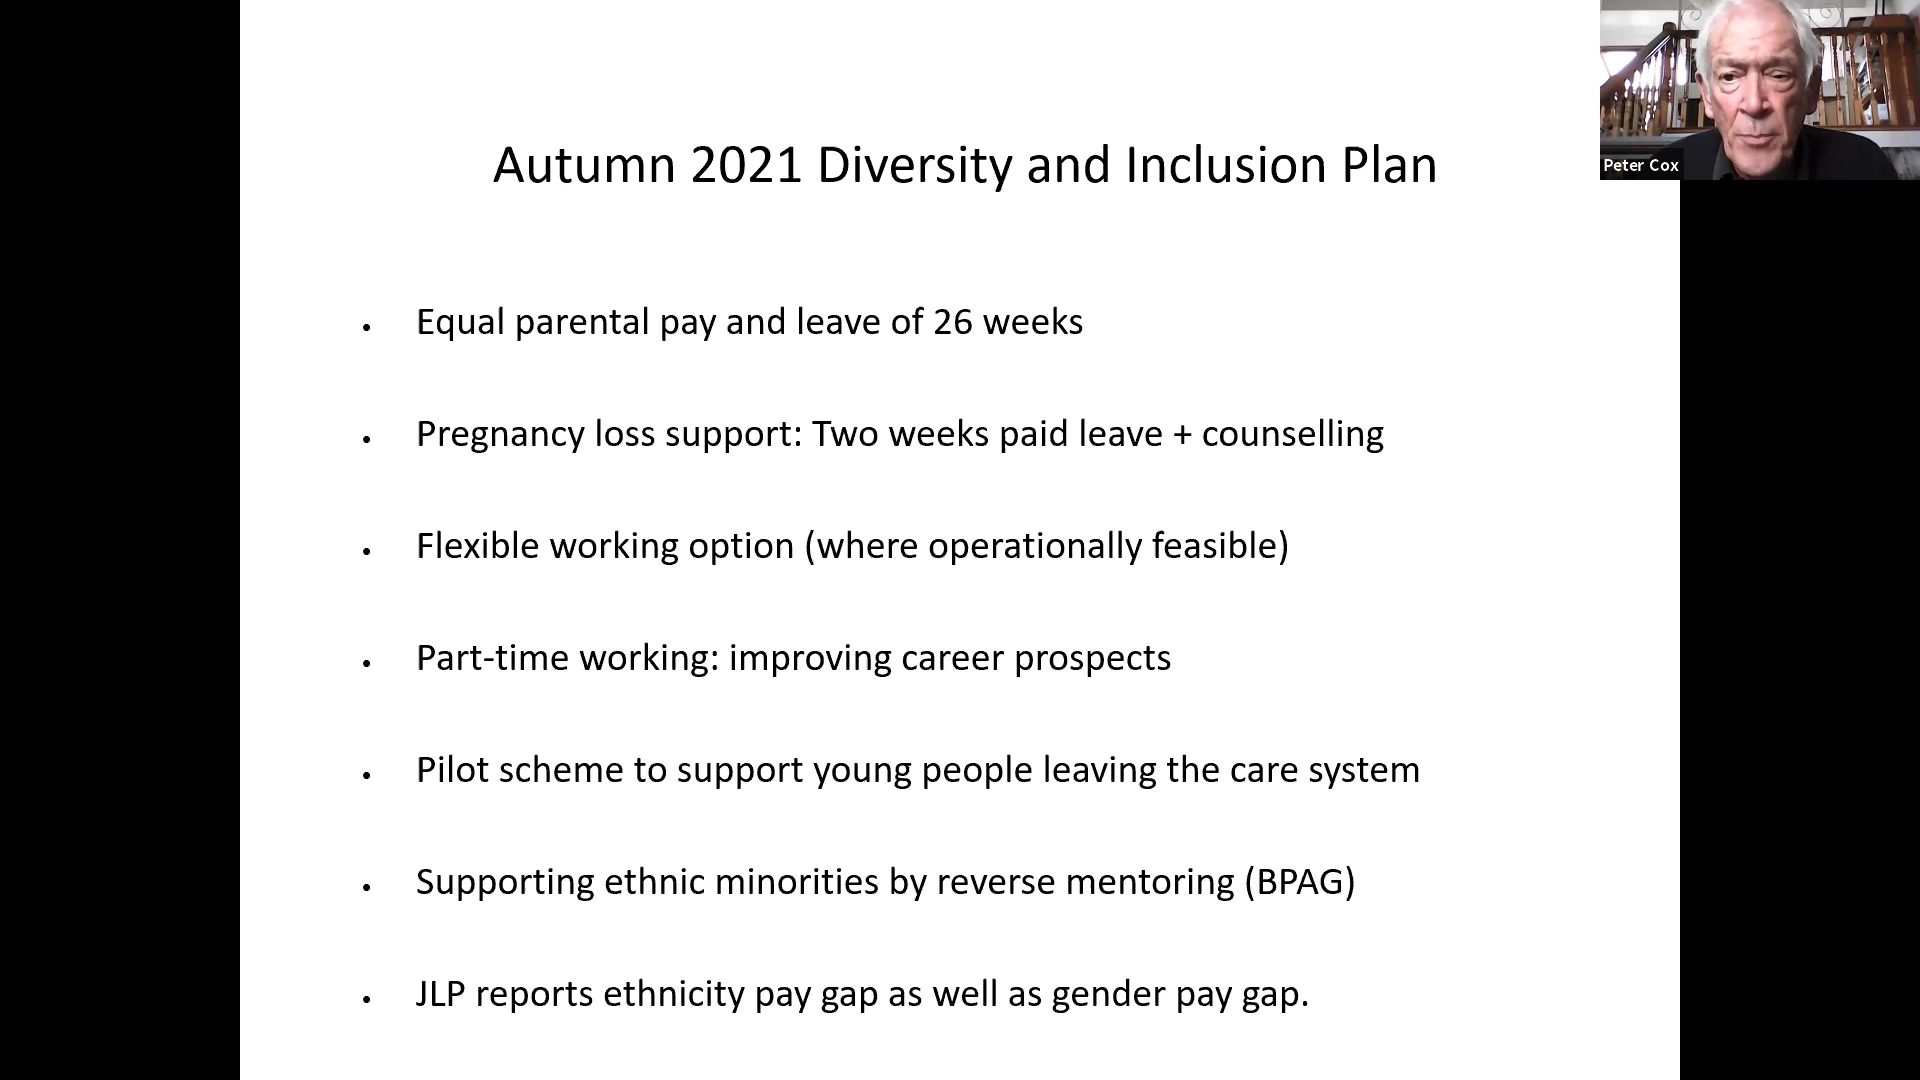 Autumn 2021 Diversity and Inclusion Plan
Peter Cox
• Equal parental pay and leave of 26 weeks
• Pregnancy loss support: Two weeks paid leave + counselling
• Flexible working option (where operationally feasible)
• Part-time working: improving career prospects
• Pilot scheme to support young people leaving the care system
• Supporting ethnic minorities by reverse mentoring (BPAG)
• JLP reports ethnicity pay gap as well as gender pay gap.